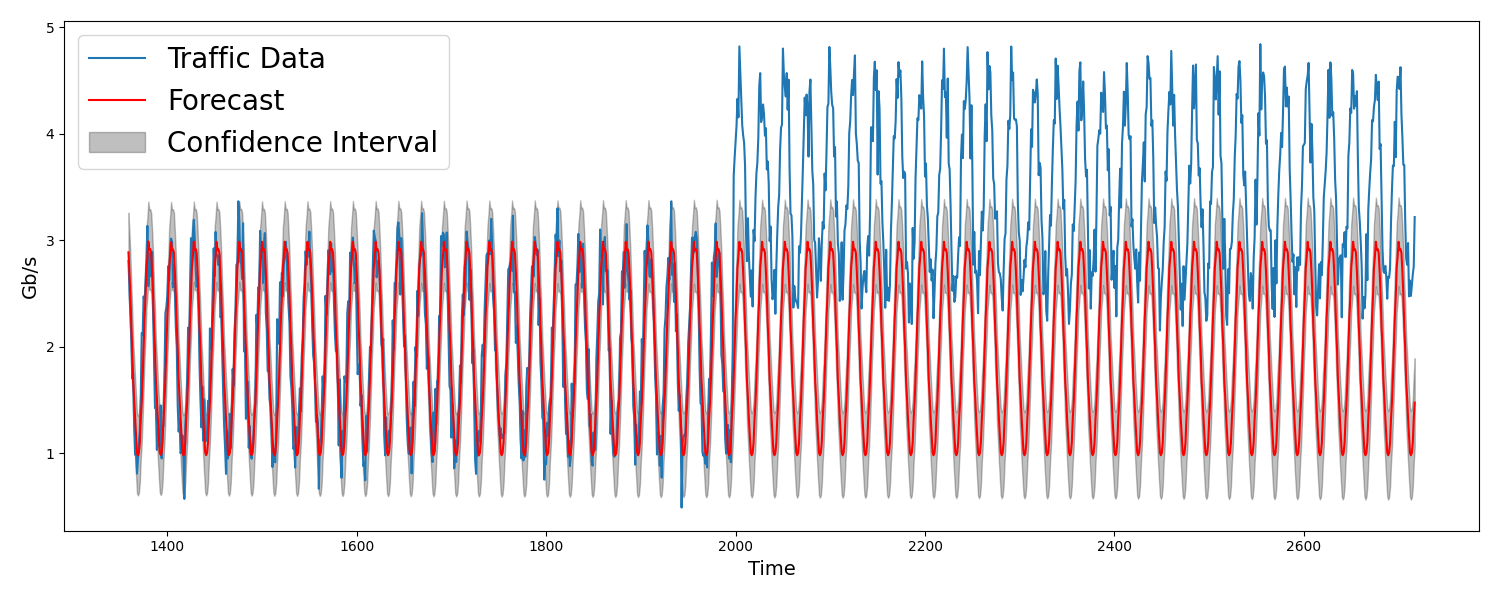 5
4
3
2
1
Gb/s
Traffic Data
Forecast
Confidence Interval
1400 1600 1800 2000 2200 2400 2600
Time